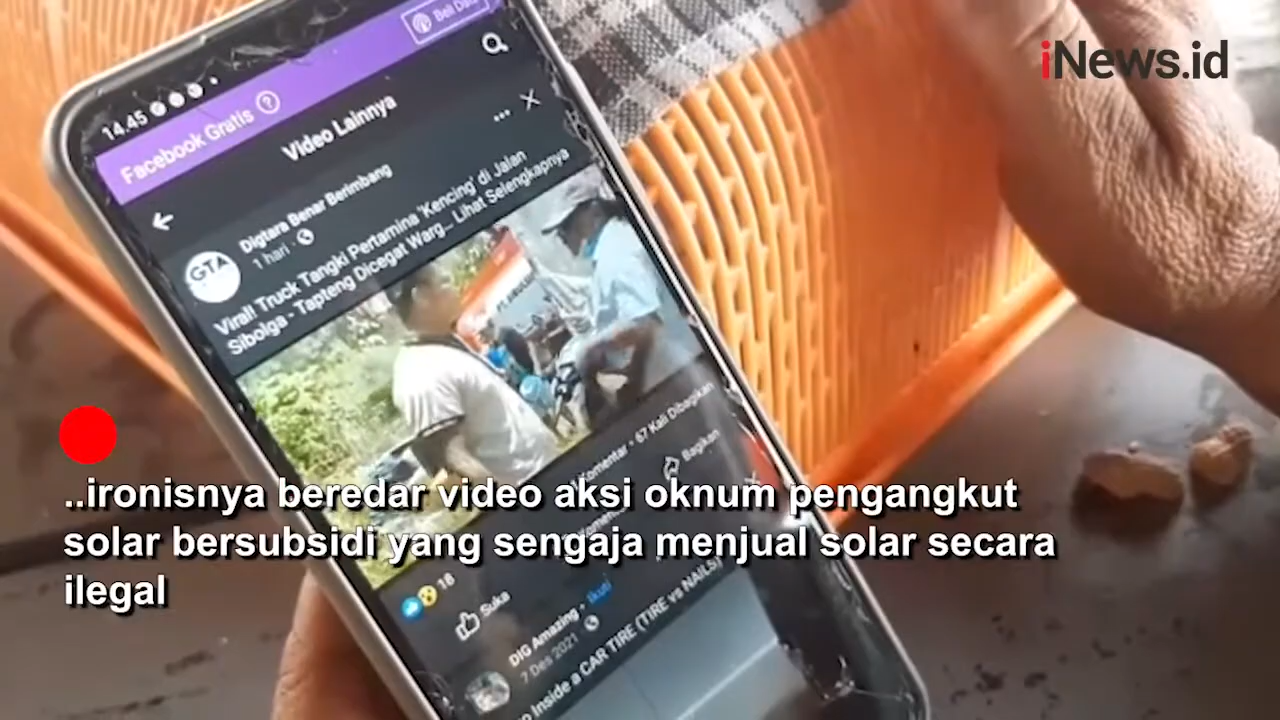 iNews.id
14.45
Beli Data
Facebook Gratis
Video Lainnya
Digtara Benar Berimbang
1 hari
GTA
Viral! Truck Tangki Pertamina 'Kencing' di Jalan
Sibolga - Tapteng Dicegat Warg... Lihat Selengkapnya
Komentar • 67 Kali Dibagikan
16
Suka
Bagikan
DIG Amazing • Ikuti
7 Des 2021
Inside a CAR TIRE (TIRE vs NAILS)
..ironisnya beredar video aksi oknum pengangkut
solar bersubsidi yang sengaja menjual solar secara
ilegal